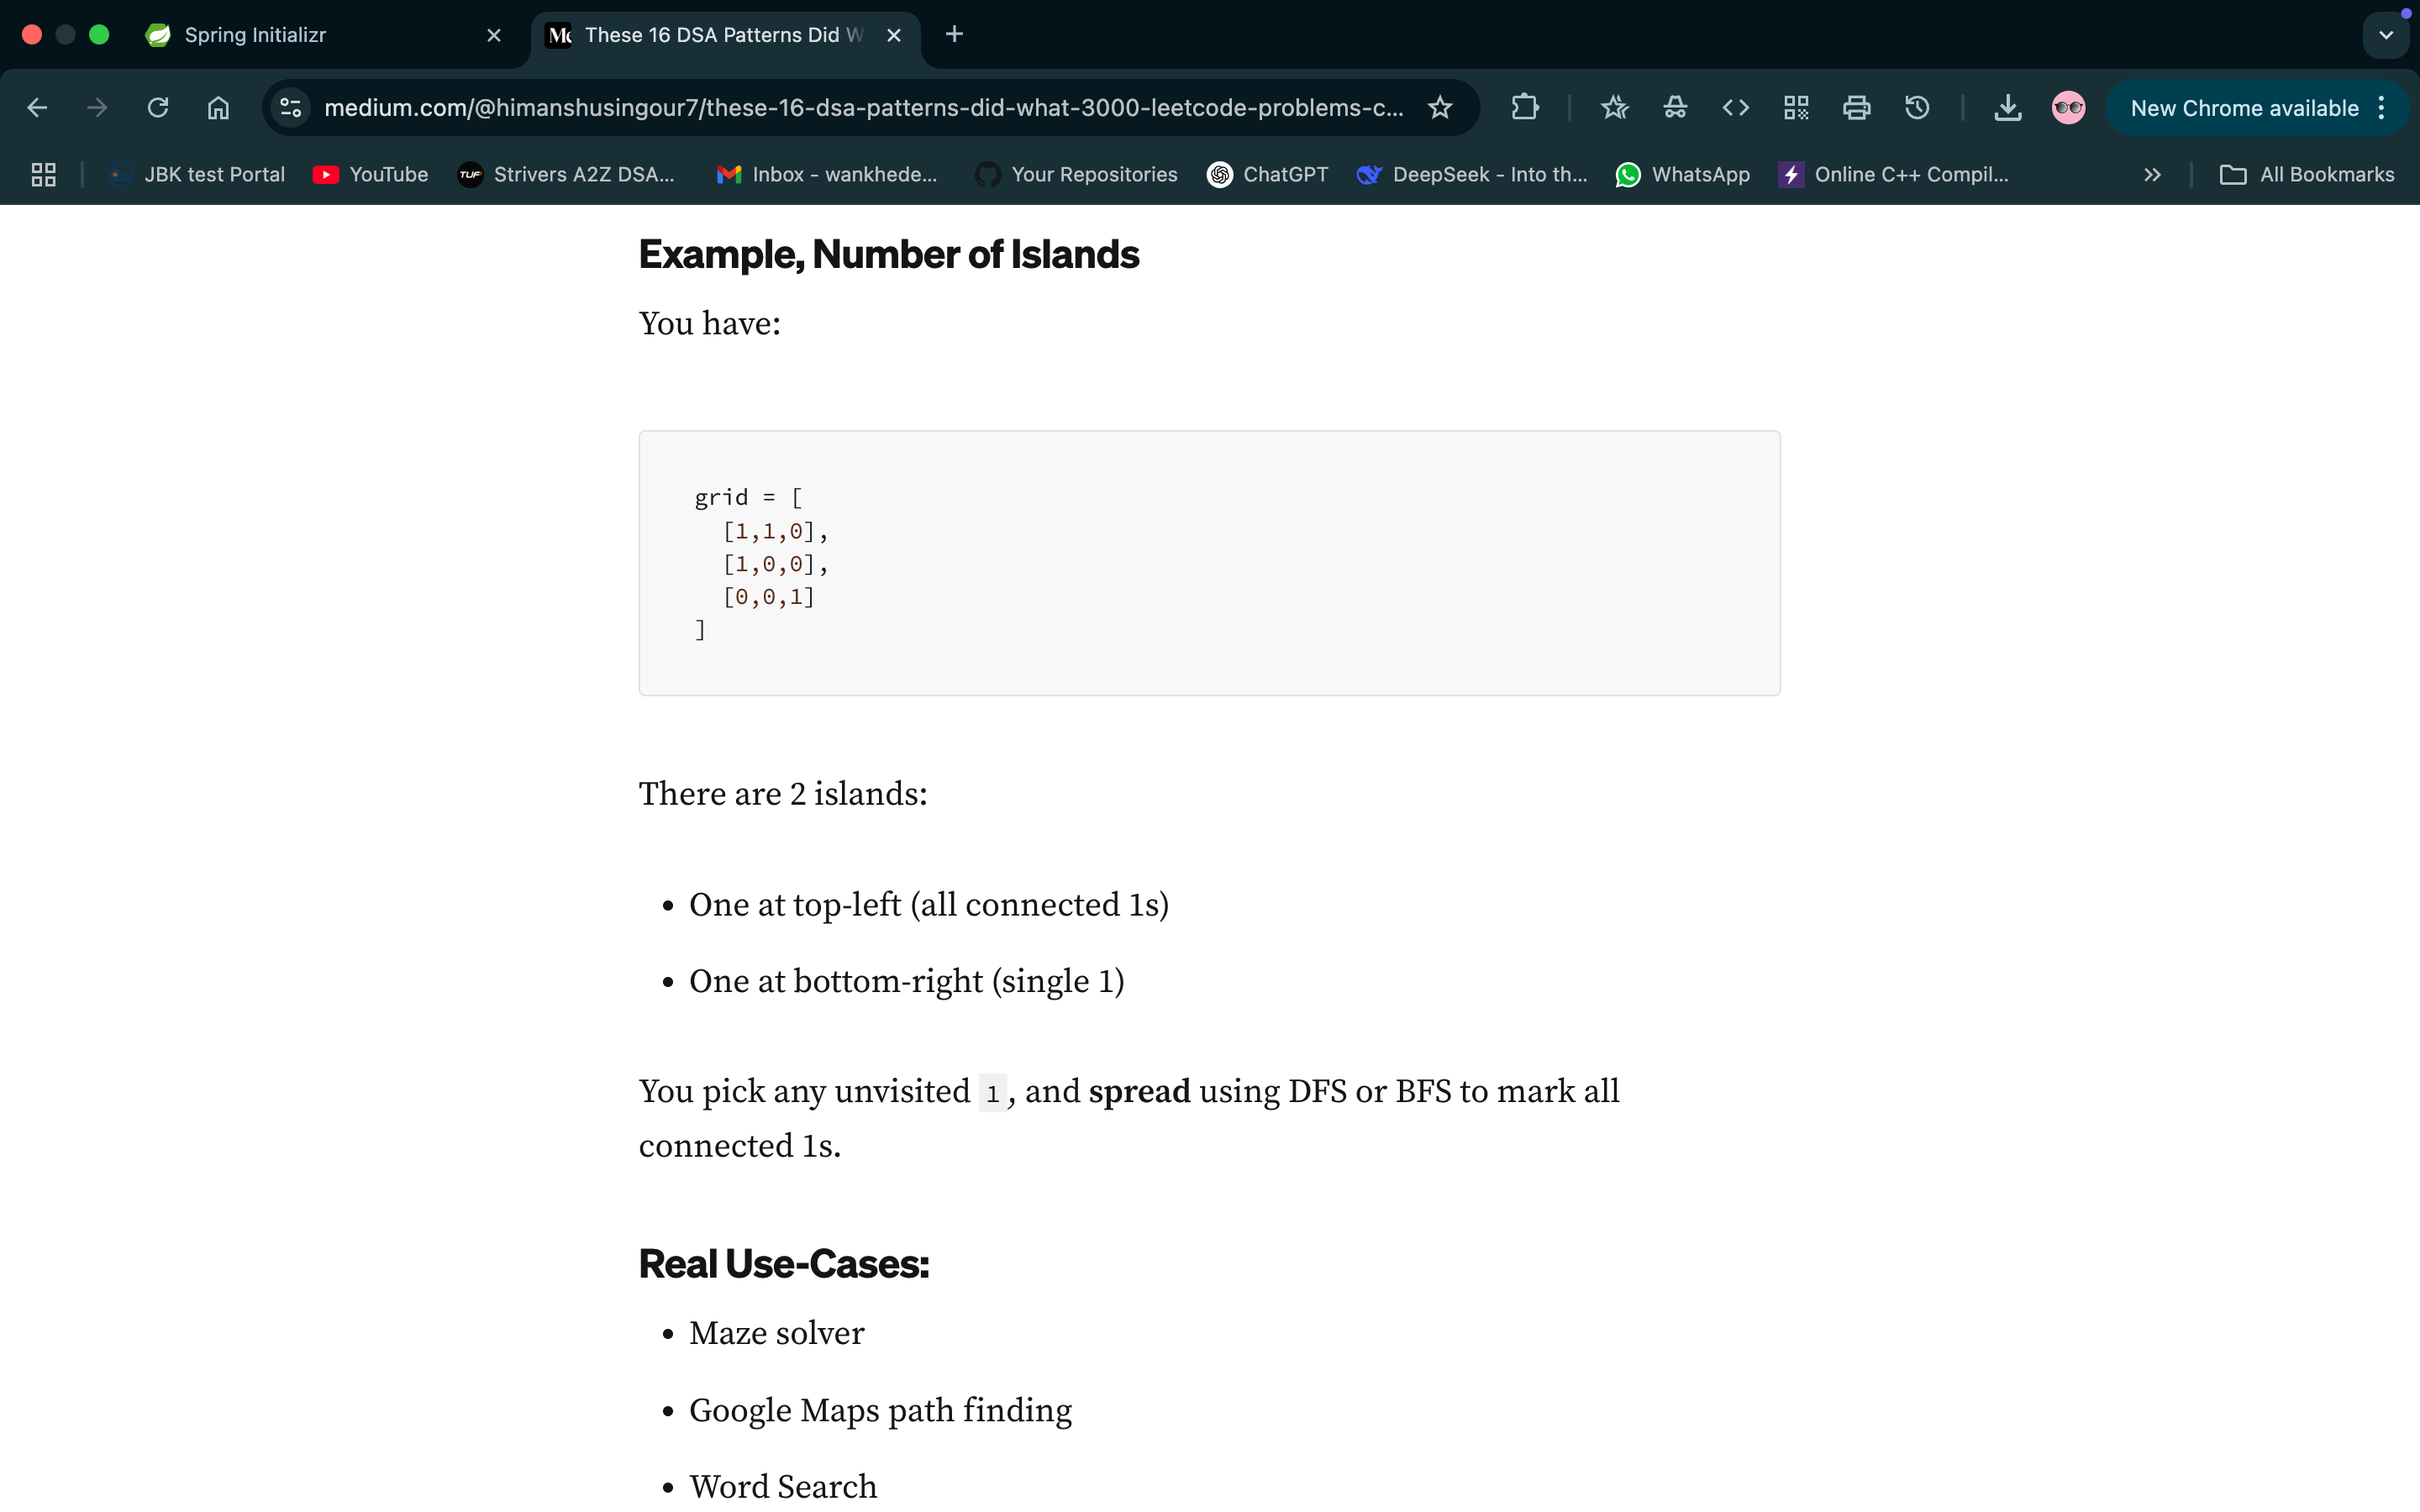 Spring Initializr
These 16 DSA Patterns Did W
medium.com/@himanshusingour7/these-16-dsa-patterns-did-what-3000-leetcode-problems-c...
New Chrome available
JBK test Portal
YouTube
TUF
Strivers A2Z DSA...
Inbox - wankhede...
Your Repositories
ChatGPT
DeepSeek - Into th...
WhatsApp
Online C++ Compil...
All Bookmarks
Example, Number of Islands
You have:
grid = [
[1,1,0],
[1,0,0],
[0,0,1]
]
There are 2 islands:
• One at top-left (all connected 1s)
• One at bottom-right (single 1)
You pick any unvisited 1, and spread using DFS or BFS to mark all
connected 1s.
Real Use-Cases:
• Maze solver
• Google Maps path finding
• Word Search